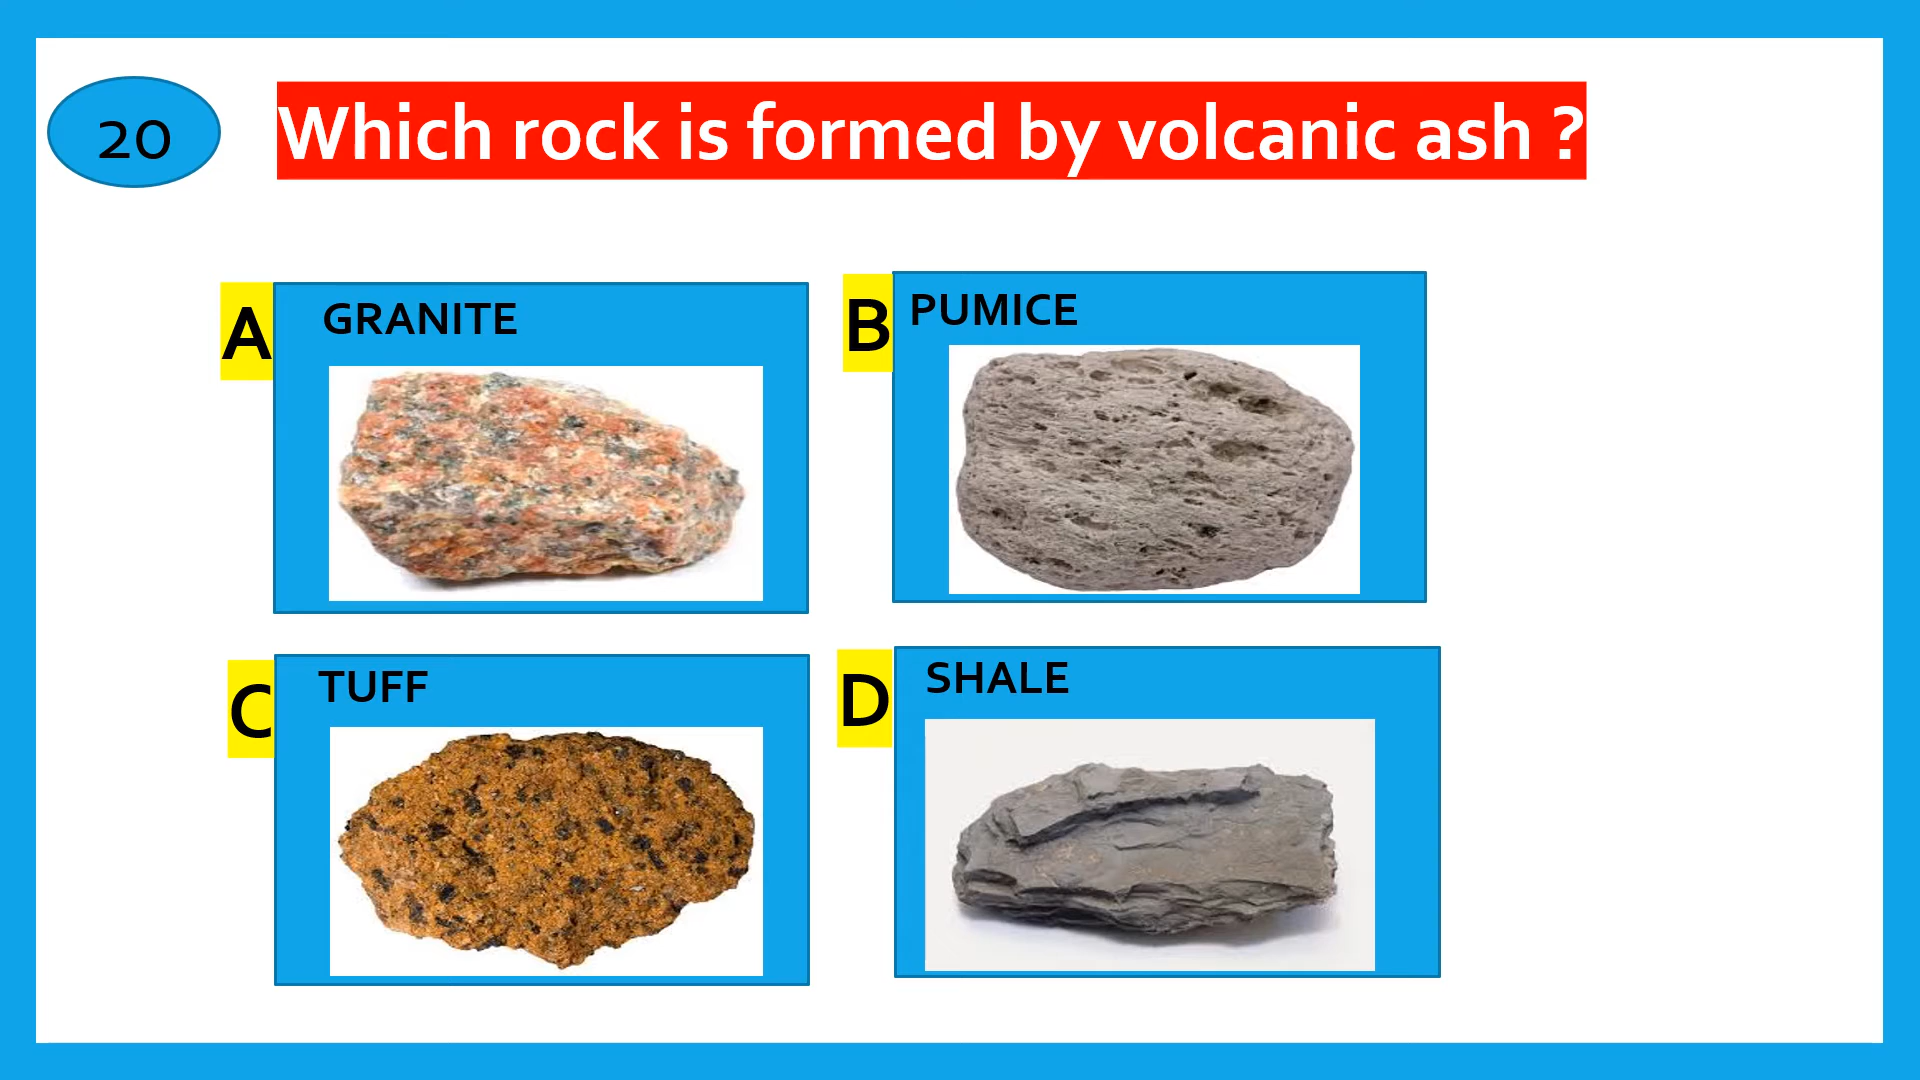 20
Which rock is formed by volcanic ash ?
A
GRANITE
B
PUMICE
C
TUFF
D
SHALE